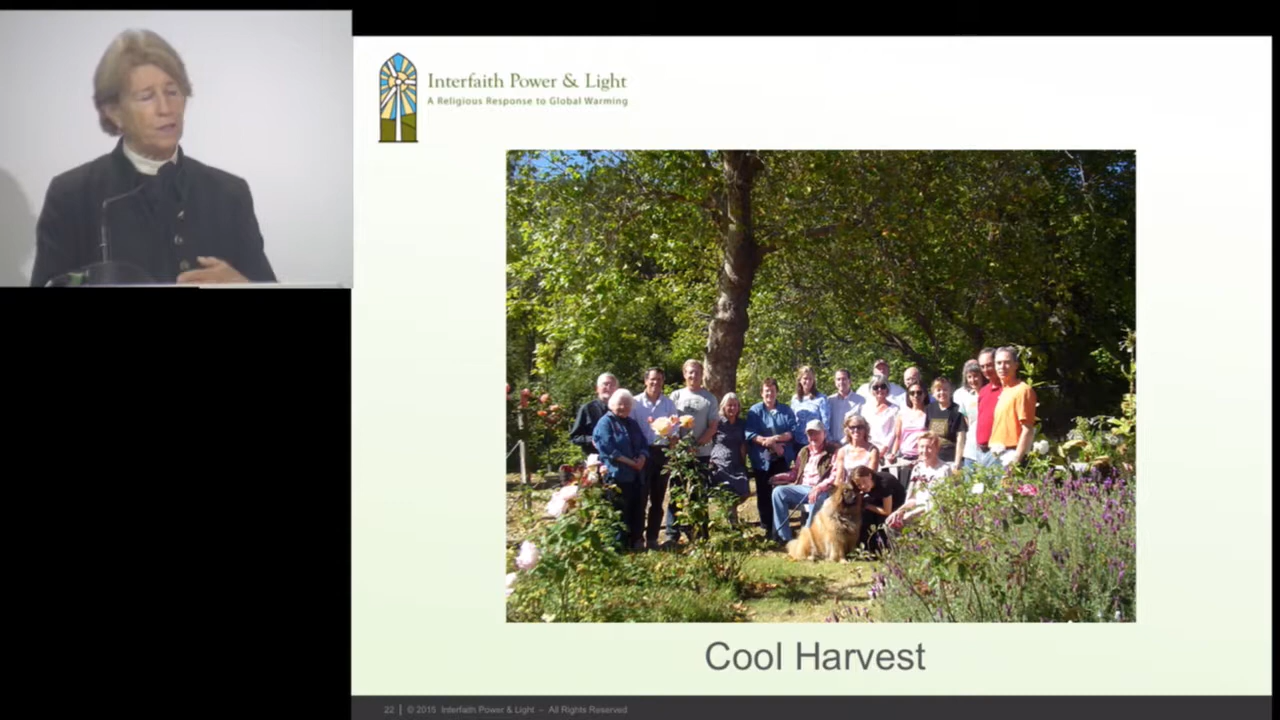 Interfaith Power & Light
A Religious Response to Global Warming
Cool Harvest
22 | © 2015 Interfaith Power & Light – All Rights Reserved